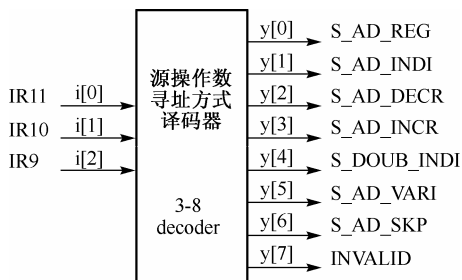 y[0] S_AD_REG
y[1] S_AD_INDI
y[2] S_AD_DECR
y[3] S_AD_INCR
y[4] S_DOUB_INDI
y[5] S_AD_VARI
y[6] S_AD_SKP
y[7] INVALID
IR11 i[0]
IR10 i[1]
IR9 i[2]
源操作数
寻址方式
译码器
3-8
decoder